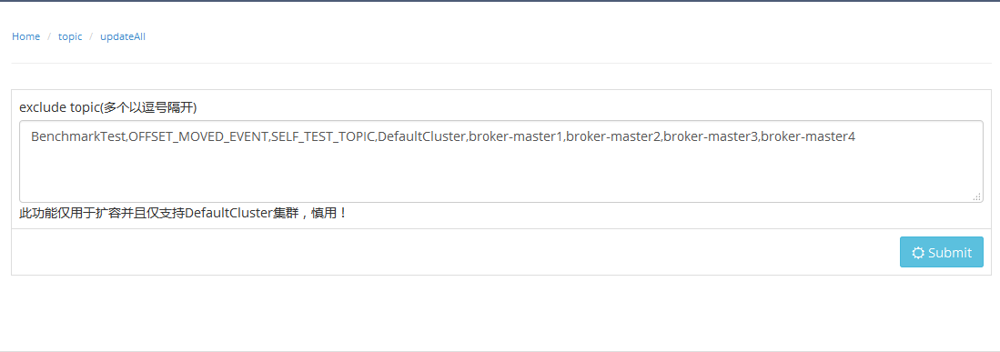 Home / topic / updateAll
exclude topic(多个以逗号隔开)
BenchmarkTest,OFFSET_MOVED_EVENT,SELF_TEST_TOPIC,DefaultCluster,broker-master1,broker-master2,broker-master3,broker-master4
此功能仅用于扩容并且仅支持DefaultCluster集群，慎用！
Submit